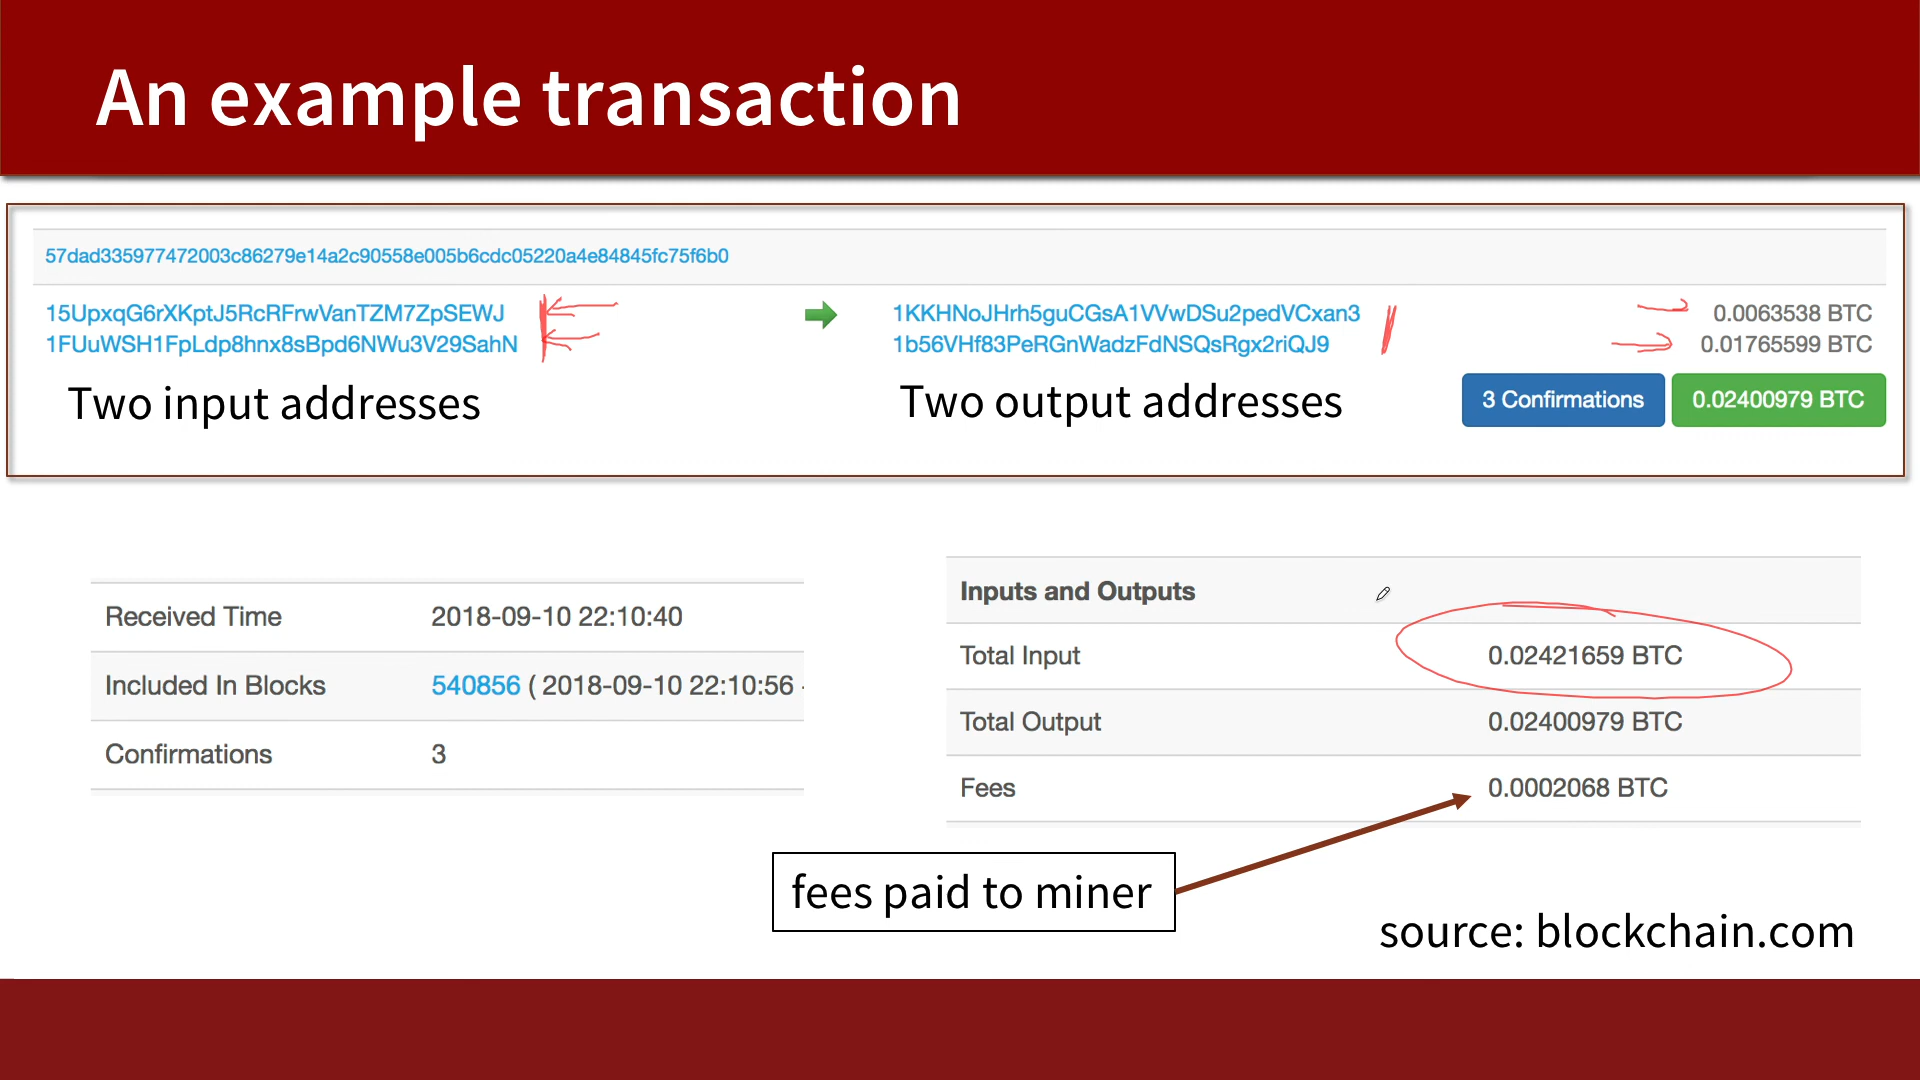 An example transaction
57dad335977472003c86279e14a2c90558e005b6cdc05220a4e84845fc75f6b0
15UpxqG6rXKptJ5RcRFrwVanTZM7ZpSEWJ
1KKHNoJHrh5guCGsA1VVwDSu2pedVCxan3
0.0063538 BTC
1FUuWSH1FpLdp8hnx8sBpd6NWu3V29SahN
1b56VHf83PeRGnWadzFdNSQsRgx2riQJ9
0.01765599 BTC
Two input addresses
Two output addresses
3 Confirmations
0.02400979 BTC
Received Time 2018-09-10 22:10:40
Included In Blocks 540856 ( 2018-09-10 22:10:56
Confirmations 3
Inputs and Outputs
Total Input 0.02421659 BTC
Total Output 0.02400979 BTC
Fees 0.0002068 BTC
fees paid to miner
source: blockchain.com